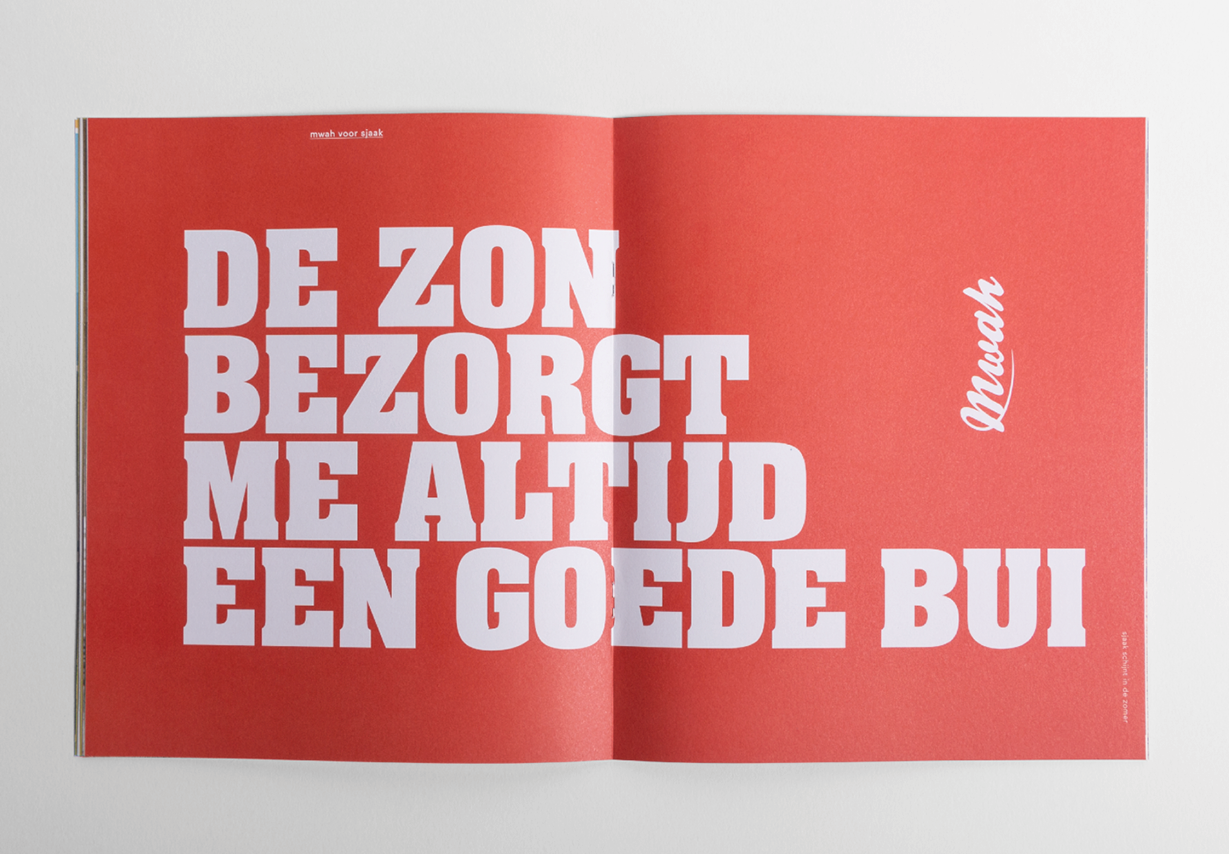 mwah voor sjaak
DE ZON
BEZORGT
ME ALTIJD
EEN GOEDE BUI
Mwah
sjaak schijnt in de zomer